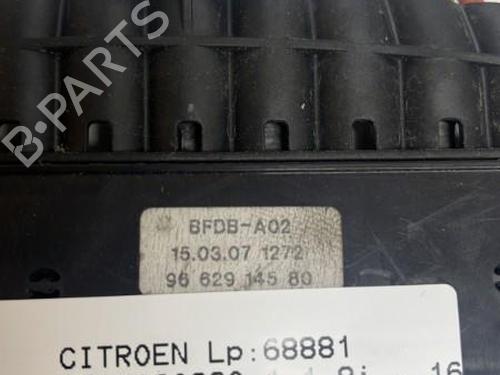 B-PARTS
BFDB-A02
15.03.07 1272
96 629 145 80
CITROEN Lp:68881